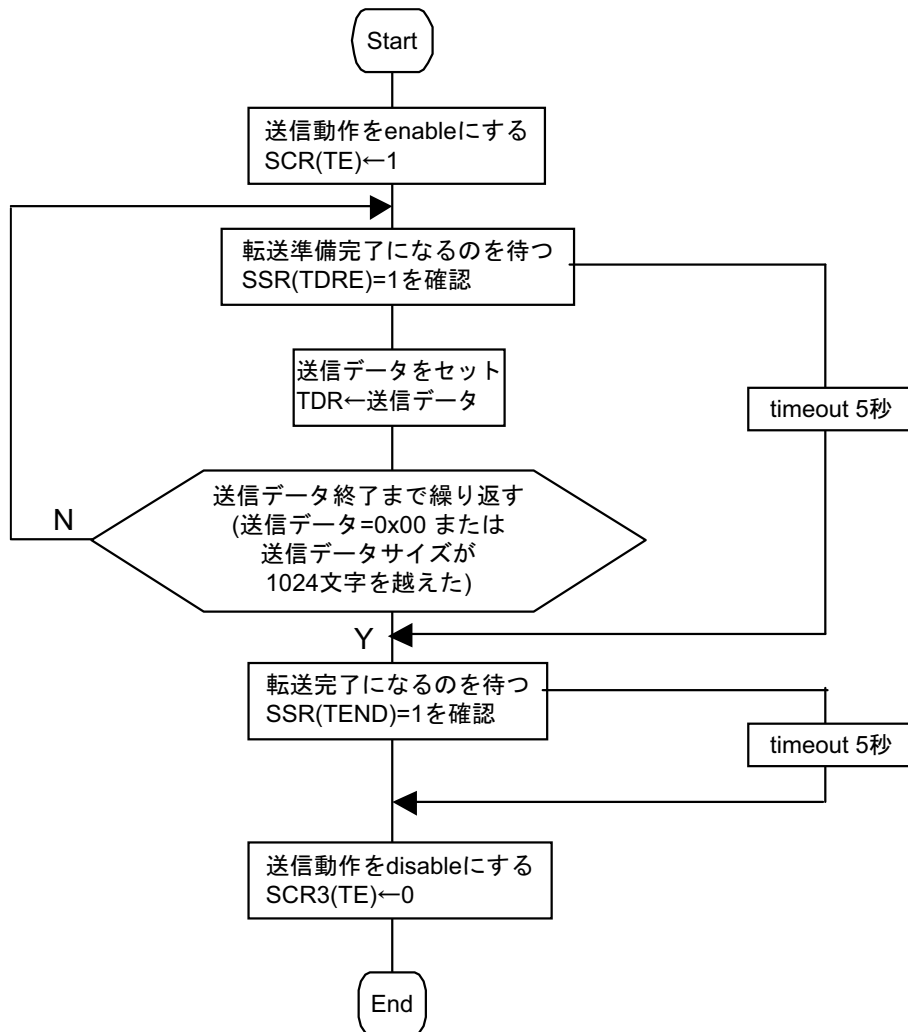 Start
送信動作をenableにする
SCR(TE)←1
転送準備完了になるのを待つ
SSR(TDRE)=1を確認
送信データをセット
TDR←送信データ
timeout 5秒
送信データ終了まで繰り返す
(送信データ=0x00 または
送信データサイズが
1024文字を越えた)
N
Y
転送完了になるのを待つ
SSR(TEND)=1を確認
timeout 5秒
送信動作をdisableにする
SCR3(TE)←0
End